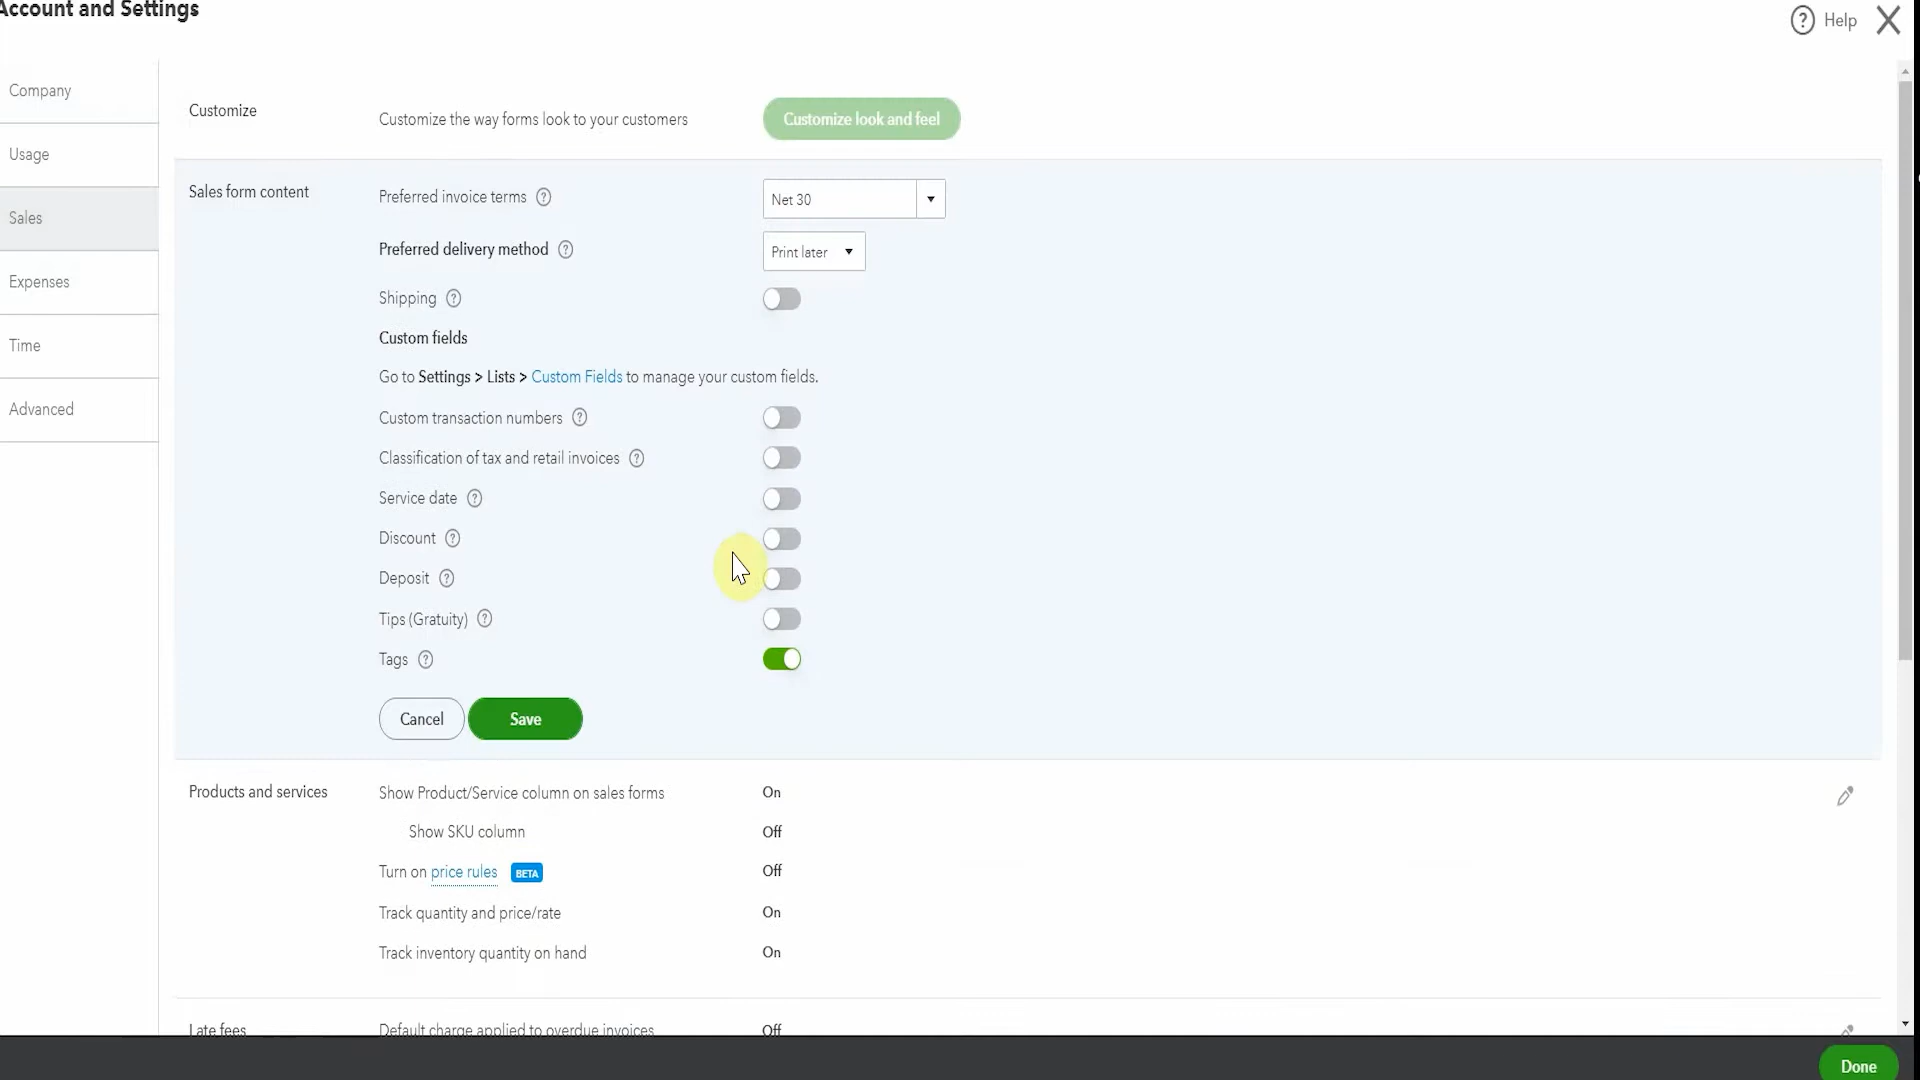 Account and Settings
? Help
Company
Usage
Sales
Expenses
Time
Advanced
Customize
Customize the way forms look to your customers
Customize look and feel
Sales form content
Preferred invoice terms ?
Net 30
Preferred delivery method ?
Print later
Shipping ?
Custom fields
Go to Settings > Lists > Custom Fields to manage your custom fields.
Custom transaction numbers ?
Classification of tax and retail invoices ?
Service date ?
Discount ?
Deposit ?
Tips (Gratuity) ?
Tags ?
Cancel
Save
Products and services
Show Product/Service column on sales forms On
Show SKU column Off
Turn on price rules BETA Off
Track quantity and price/rate On
Track inventory quantity on hand On
Late fees
Default charge applied to overdue invoices Off
Done